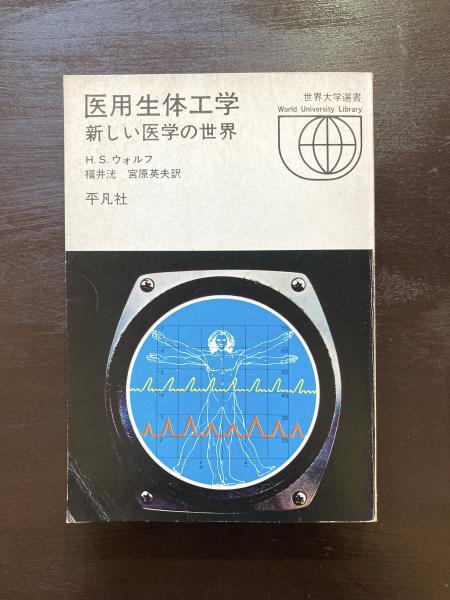 医用生体工学
新しい医学の世界
H. S. ウォルフ
福井洸 宮原英夫訳
平凡社
世界大学選書
World University Library